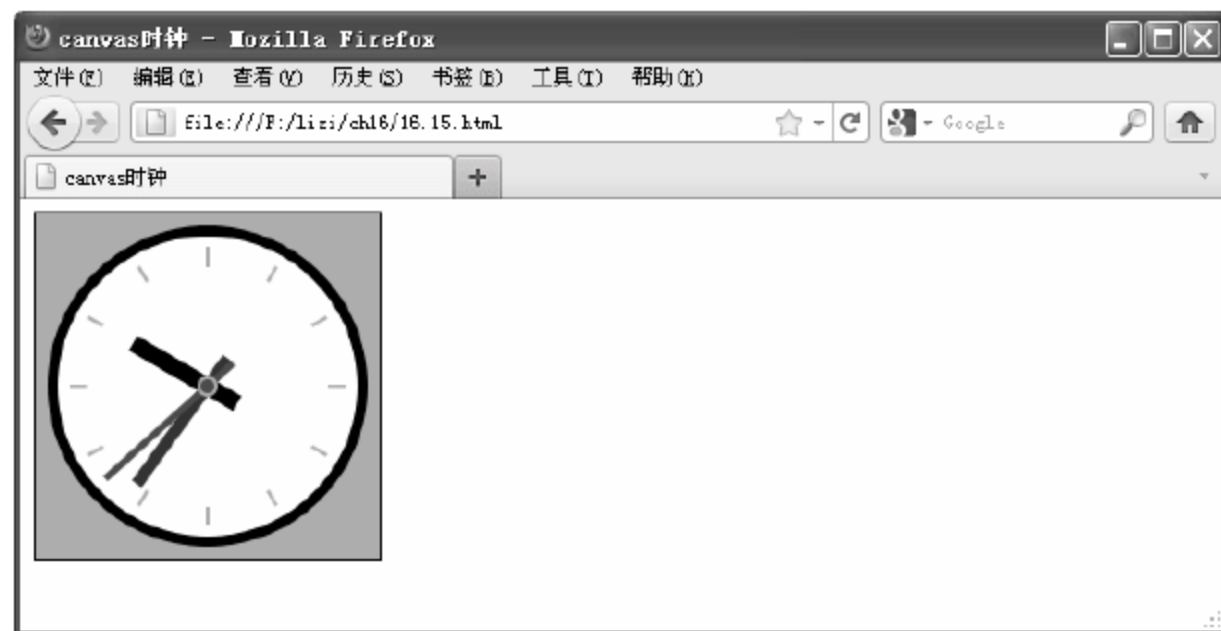 canvas时钟 - Mozilla Firefox
文件(F) 编辑(E) 查看(V) 历史(S) 书签(B) 工具(T) 帮助(H)
file:///F:/lizi/ch16/16.15.html Google
canvas时钟